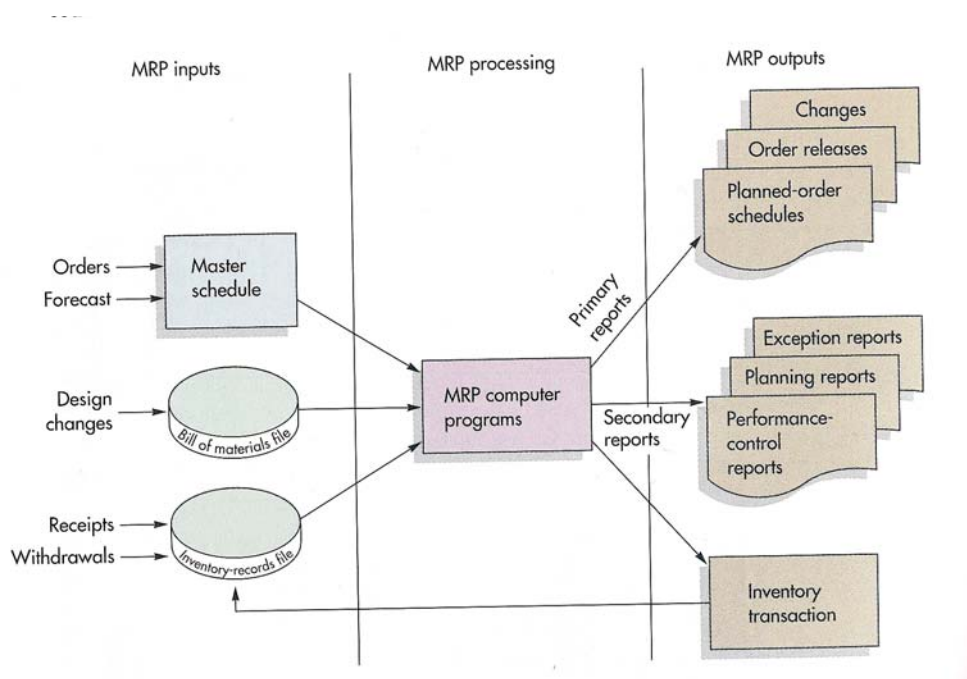 MRP inputs
MRP processing
MRP outputs
Changes
Order releases
Planned-order
schedules
Orders
Forecast
Master
schedule
Primary
reports
Design
changes
Bill of materials file
MRP computer
programs
Secondary
reports
Exception reports
Planning reports
Performance-
control
reports
Receipts
Withdrawals
Inventory-records file
Inventory
transaction